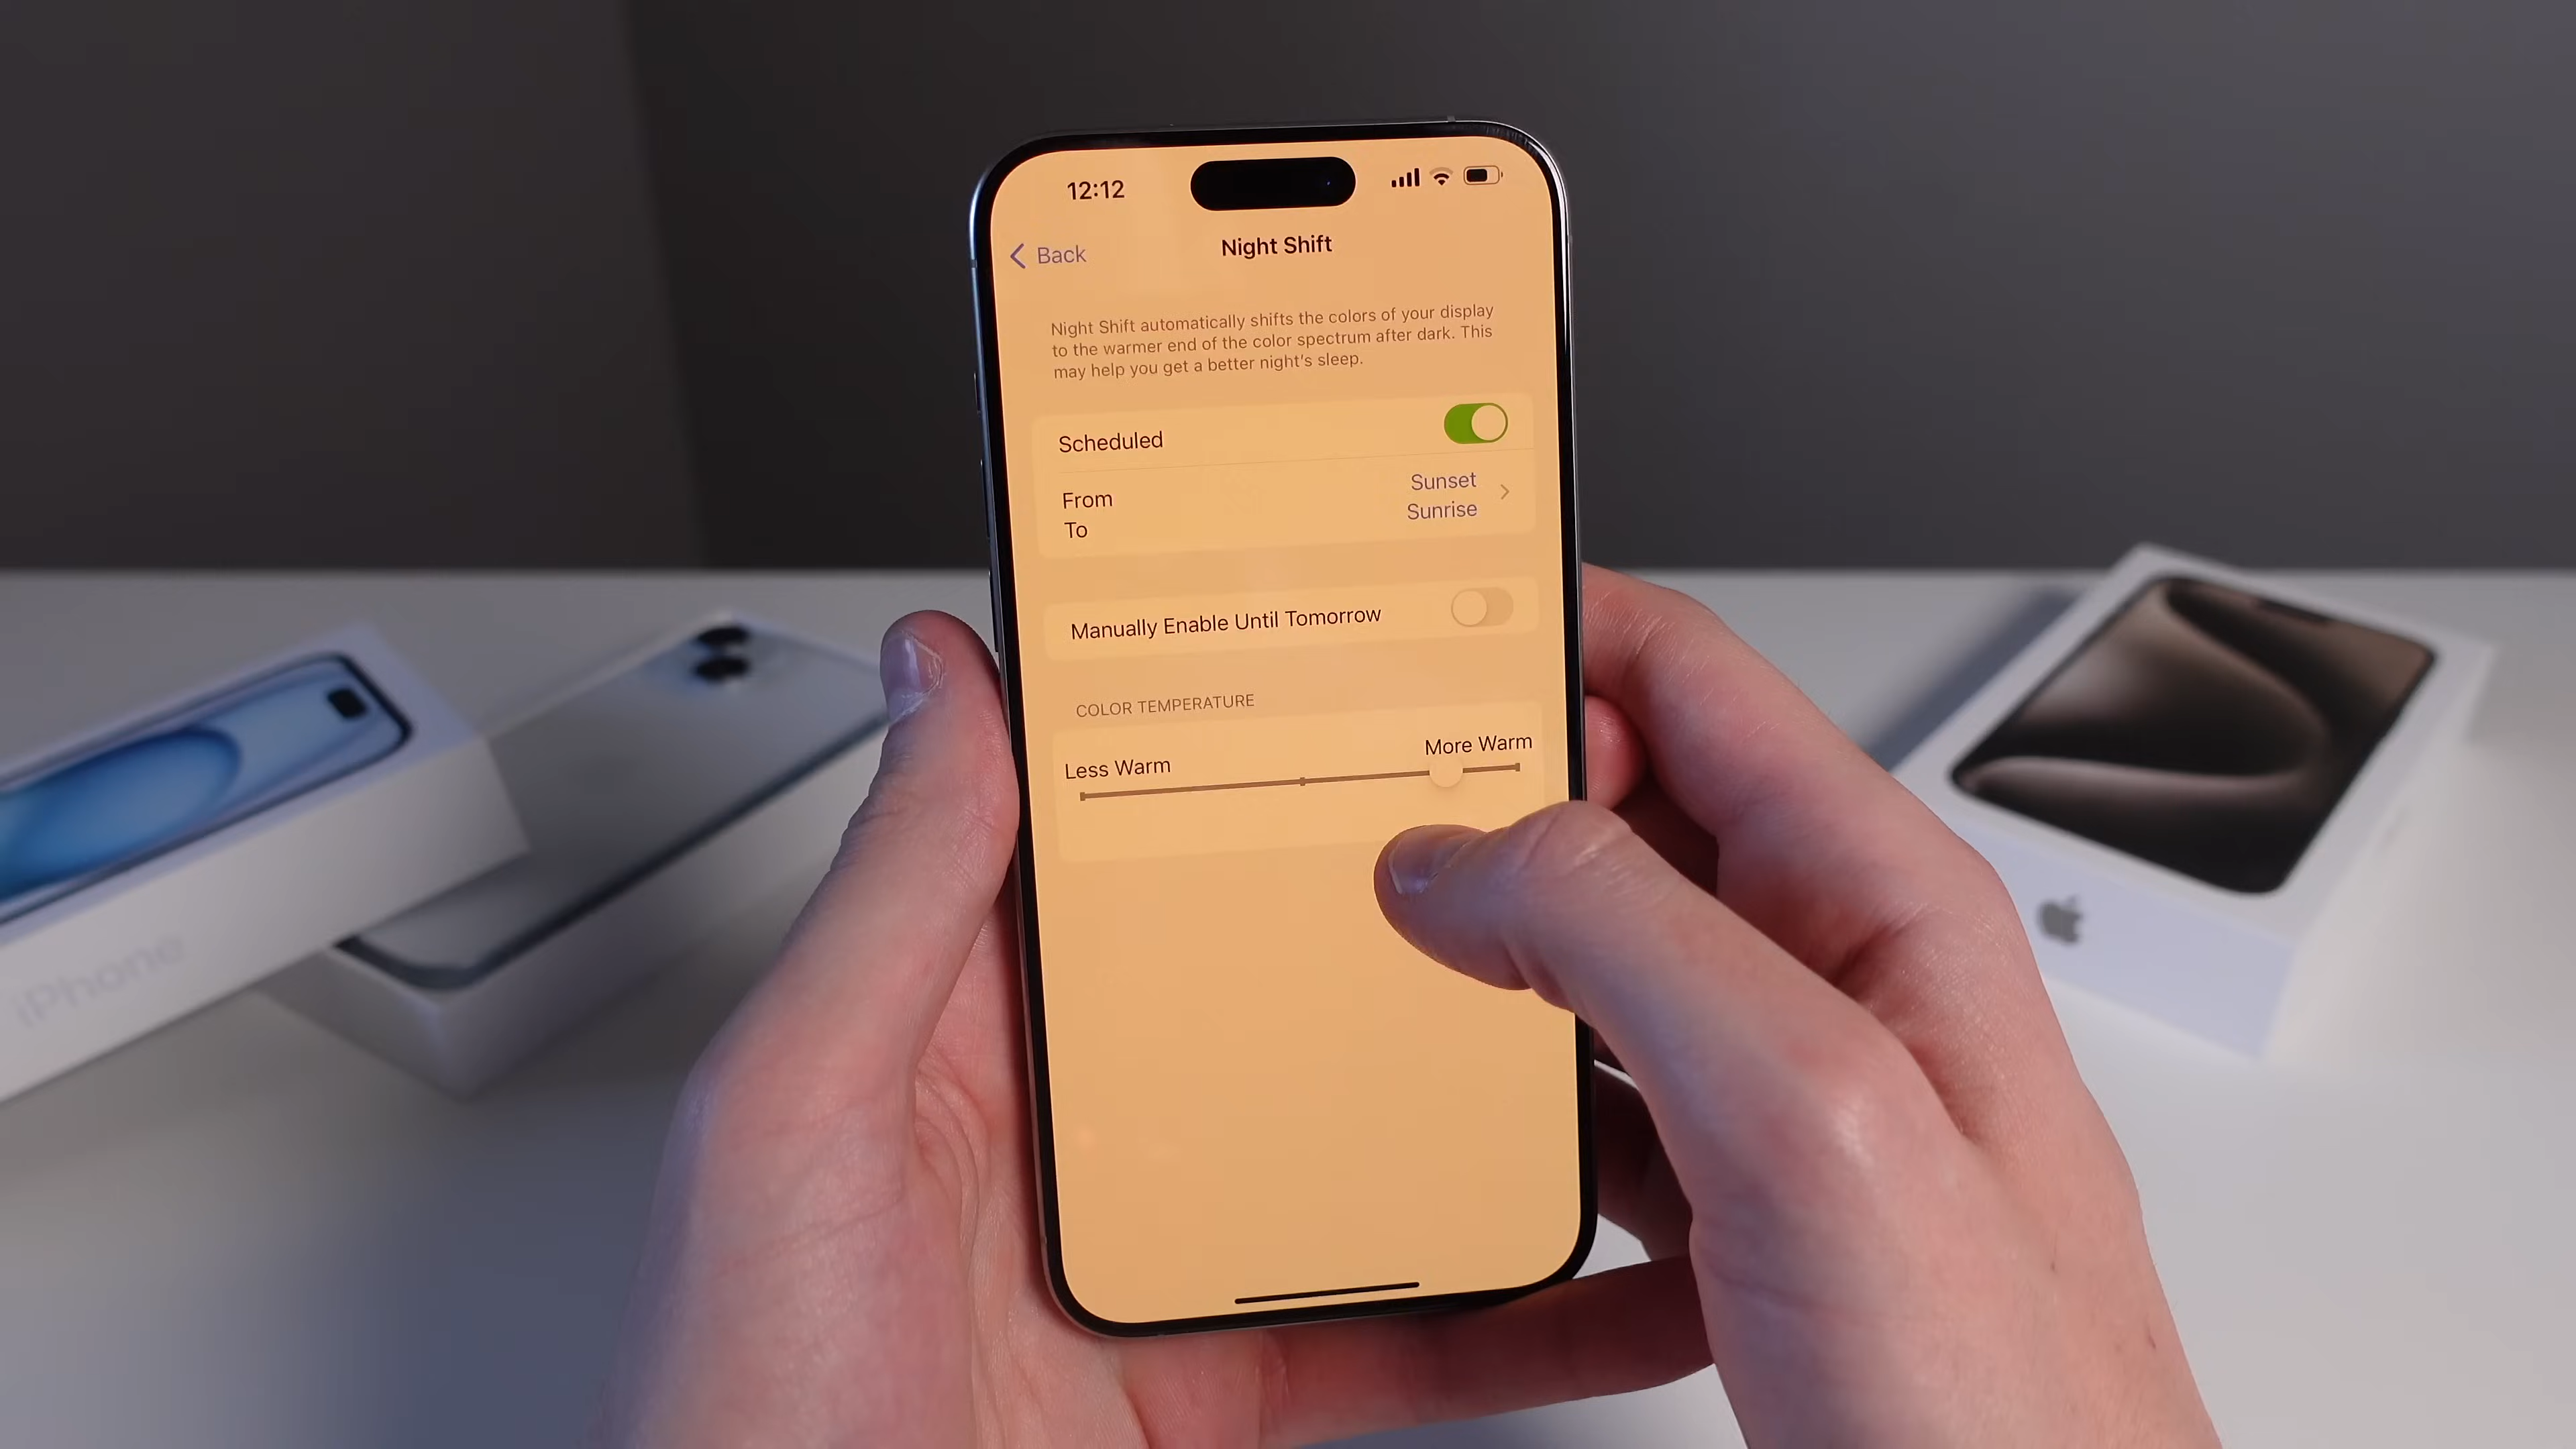 12:12
Back
Night Shift
Night Shift automatically shifts the colors of your display
to the warmer end of the color spectrum after dark. This
may help you get a better night's sleep.
Scheduled
From
Sunset
To
Sunrise
Manually Enable Until Tomorrow
COLOR TEMPERATURE
Less Warm
More Warm
iPhone